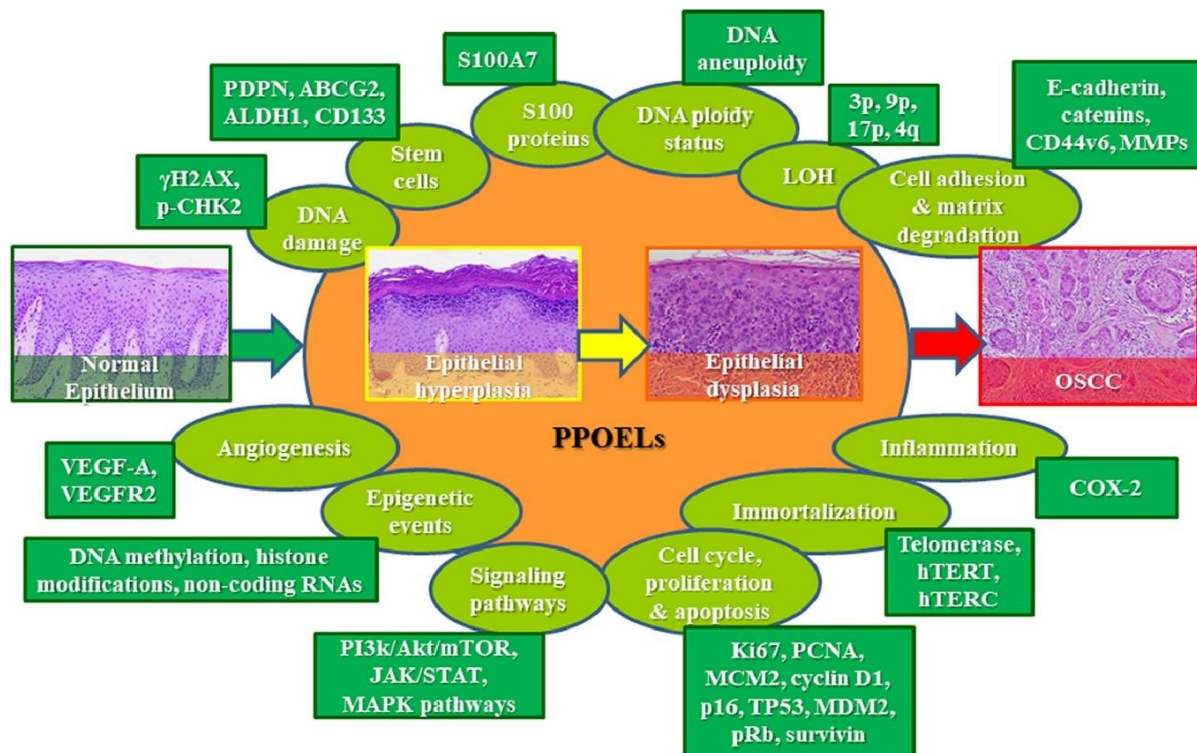 S100A7
DNA
aneuploidy
PDPN, ABCG2,
ALDH1, CD133
S100
proteins
DNA ploidy
status
3p, 9p,
17p, 4q
E-cadherin,
catenins,
CD44v6, MMPs
Stem
cells
LOH
γH2AX,
p-CHK2
DNA
damage
Cell adhesion
& matrix
degradation
Normal
Epithelium
Epithelial
hyperplasia
Epithelial
dysplasia
OSCC
PPOELs
Angiogenesis
Inflammation
VEGF-A,
VEGFR2
COX-2
Epigenetic
events
Immortalization
DNA methylation, histone
modifications, non-coding RNAs
Signaling
pathways
Cell cycle,
proliferation
& apoptosis
Telomerase,
hTERT,
hTERC
PI3k/Akt/mTOR,
JAK/STAT,
MAPK pathways
Ki67, PCNA,
MCM2, cyclin D1,
p16, TP53, MDM2,
pRb, survivin